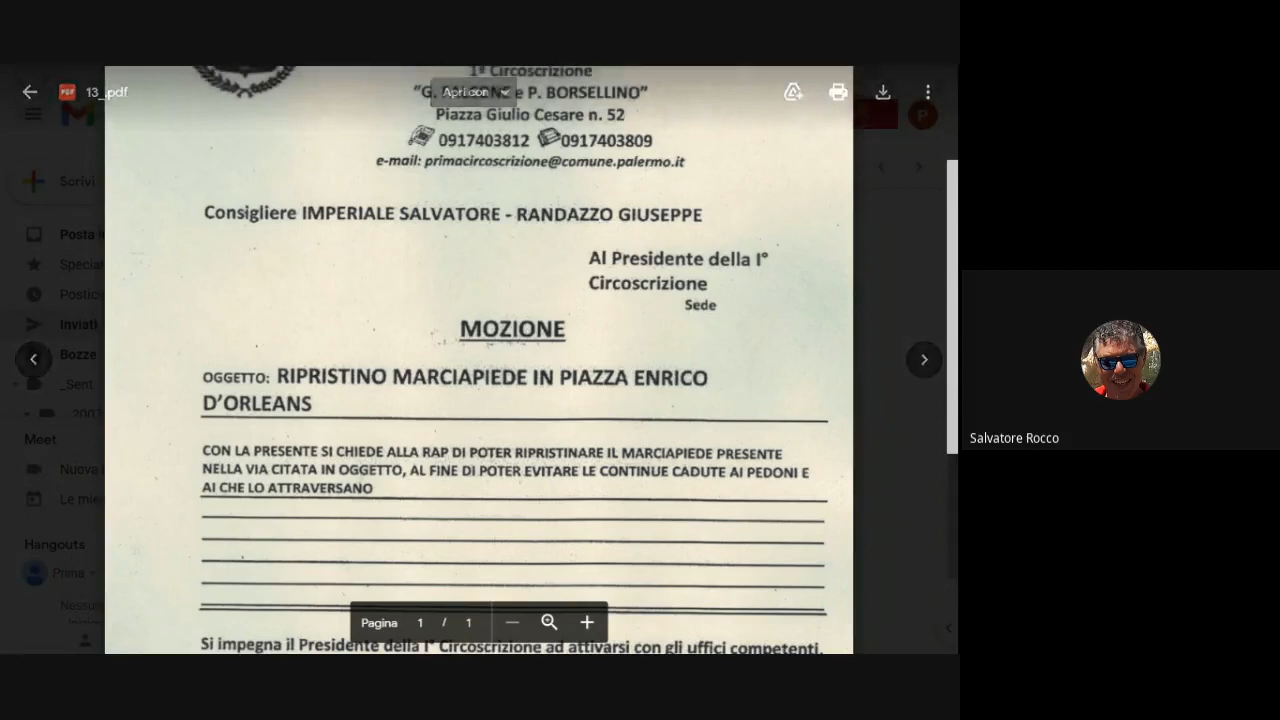 1ª Circoscrizione
13_.pdf
Apri con
"G. FALCONE e P. BORSELLINO"
Piazza Giulio Cesare n. 52
0917403812 0917403809
e-mail: primacircoscrizione@comune.palermo.it
Consigliere IMPERIALE SALVATORE - RANDAZZO GIUSEPPE
Al Presidente della I°
Circoscrizione
Sede
MOZIONE
OGGETTO: RIPRISTINO MARCIAPIEDE IN PIAZZA ENRICO
D'ORLEANS
CON LA PRESENTE SI CHIEDE ALLA RAP DI POTER RIPRISTINARE IL MARCIAPIEDE PRESENTE
NELLA VIA CITATA IN OGGETTO, AL FINE DI POTER EVITARE LE CONTINUE CADUTE AI PEDONI E
AI CHE LO ATTRAVERSANO
Si impegna il Presidente della I° Circoscrizione ad attivarsi con gli uffici competenti,
Pagina 1 / 1
P
Scrivi
Posta i
Special
Postic
Inviati
Bozze
_Sent
2007
Meet
Nuova
Le mie
Hangouts
Prima
Nessun
Salvatore Rocco